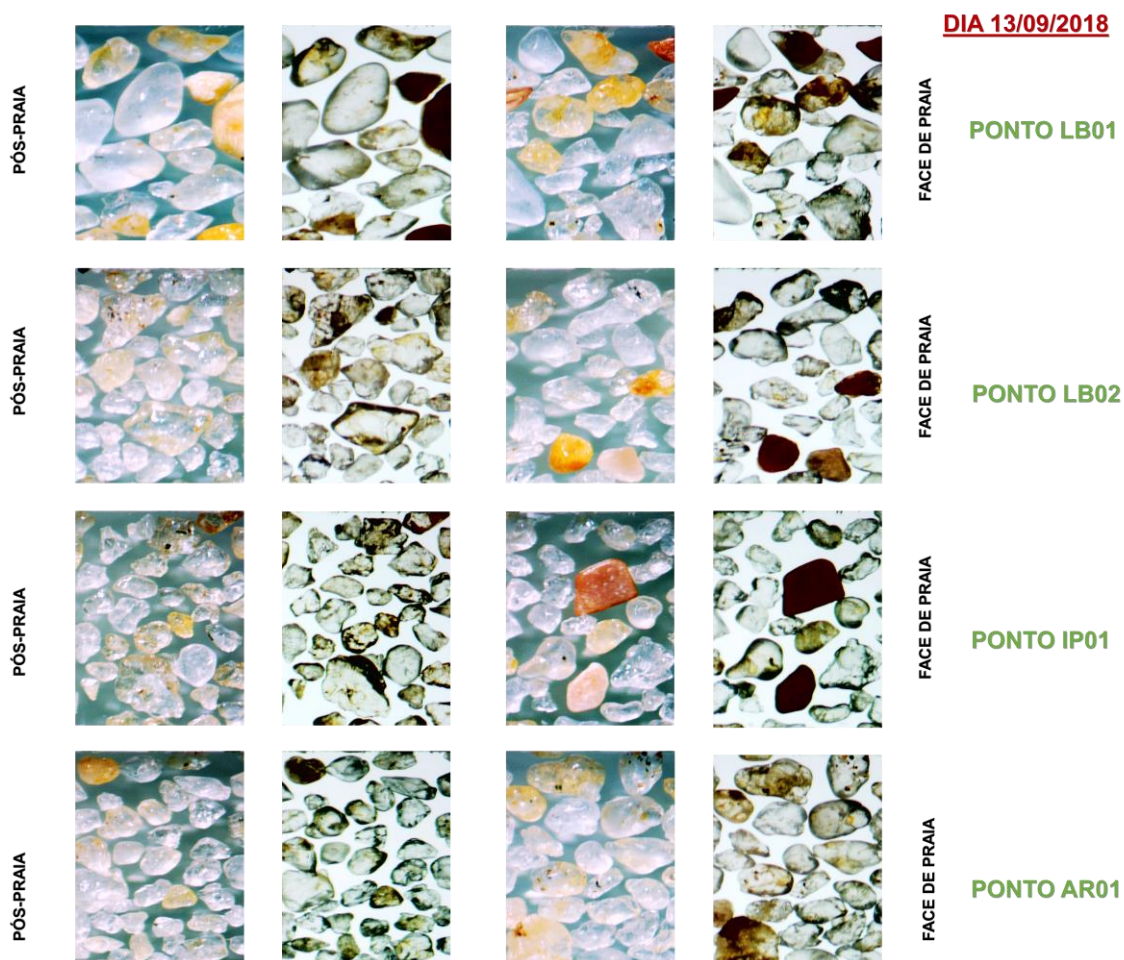 DIA 13/09/2018
PÓS-PRAIA
FACE DE PRAIA
PONTO LB01
PÓS-PRAIA
FACE DE PRAIA
PONTO LB02
PÓS-PRAIA
FACE DE PRAIA
PONTO IP01
PÓS-PRAIA
FACE DE PRAIA
PONTO AR01